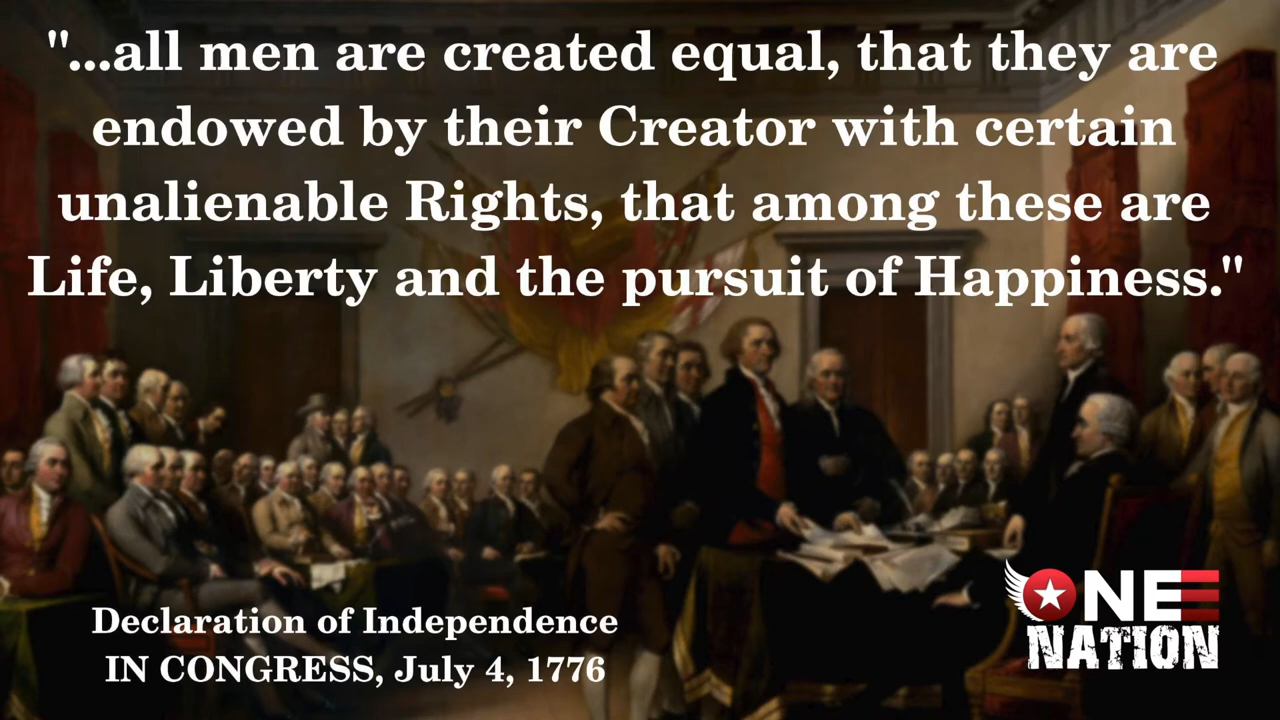 "...all men are created equal, that they are
endowed by their Creator with certain
unalienable Rights, that among these are
Life, Liberty and the pursuit of Happiness."
Declaration of Independence
IN CONGRESS, July 4, 1776
ONE
NATION